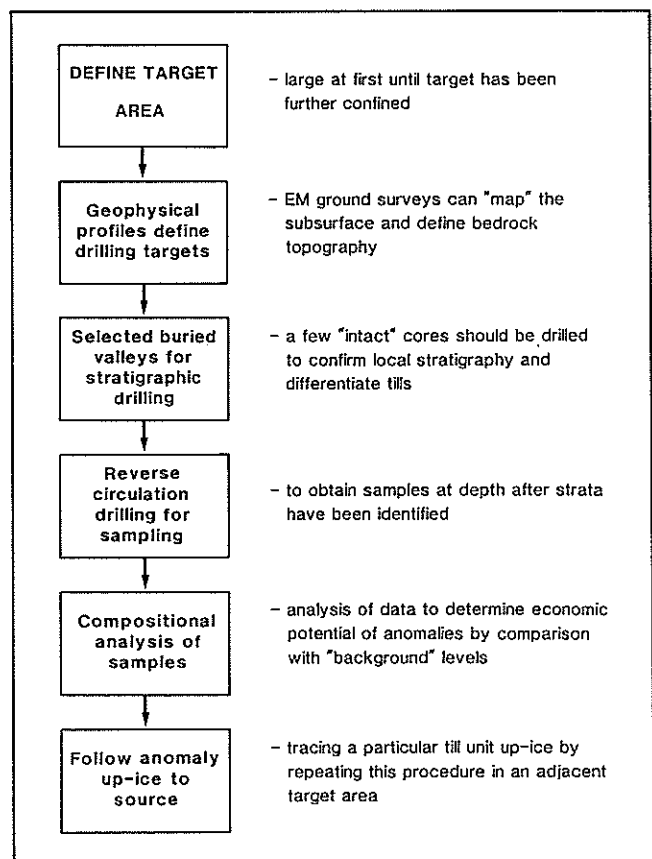 DEFINE TARGET
AREA
- large at first until target has been
further confined
Geophysical
profiles define
drilling targets
- EM ground surveys can "map" the
subsurface and define bedrock
topography
Selected buried
valleys for
stratigraphic
drilling
- a few "intact" cores should be drilled
to confirm local stratigraphy and
differentiate tills
Reverse
circulation
drilling for
sampling
- to obtain samples at depth after strata
have been identified
Compositional
analysis of
samples
- analysis of data to determine economic
potential of anomalies by comparison
with "background" levels
Follow anomaly
up-ice to
source
- tracing a particular till unit up-ice by
repeating this procedure in an adjacent
target area